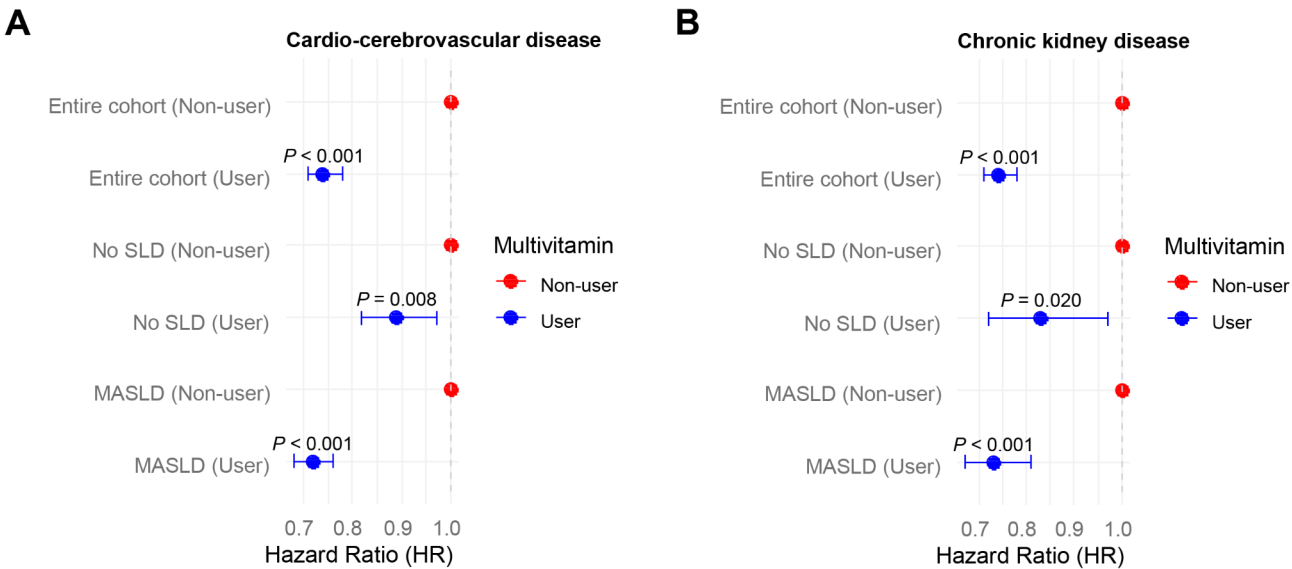 A
Cardio-cerebrovascular disease
Entire cohort (Non-user)
P < 0.001
Entire cohort (User)
No SLD (Non-user)
P = 0.008
No SLD (User)
MASLD (Non-user)
P < 0.001
MASLD (User)
0.7 0.8 0.9 1.0
Hazard Ratio (HR)
Multivitamin
Non-user
User
B
Chronic kidney disease
Entire cohort (Non-user)
P < 0.001
Entire cohort (User)
No SLD (Non-user)
P = 0.020
No SLD (User)
MASLD (Non-user)
P < 0.001
MASLD (User)
0.7 0.8 0.9 1.0
Hazard Ratio (HR)
Multivitamin
Non-user
User